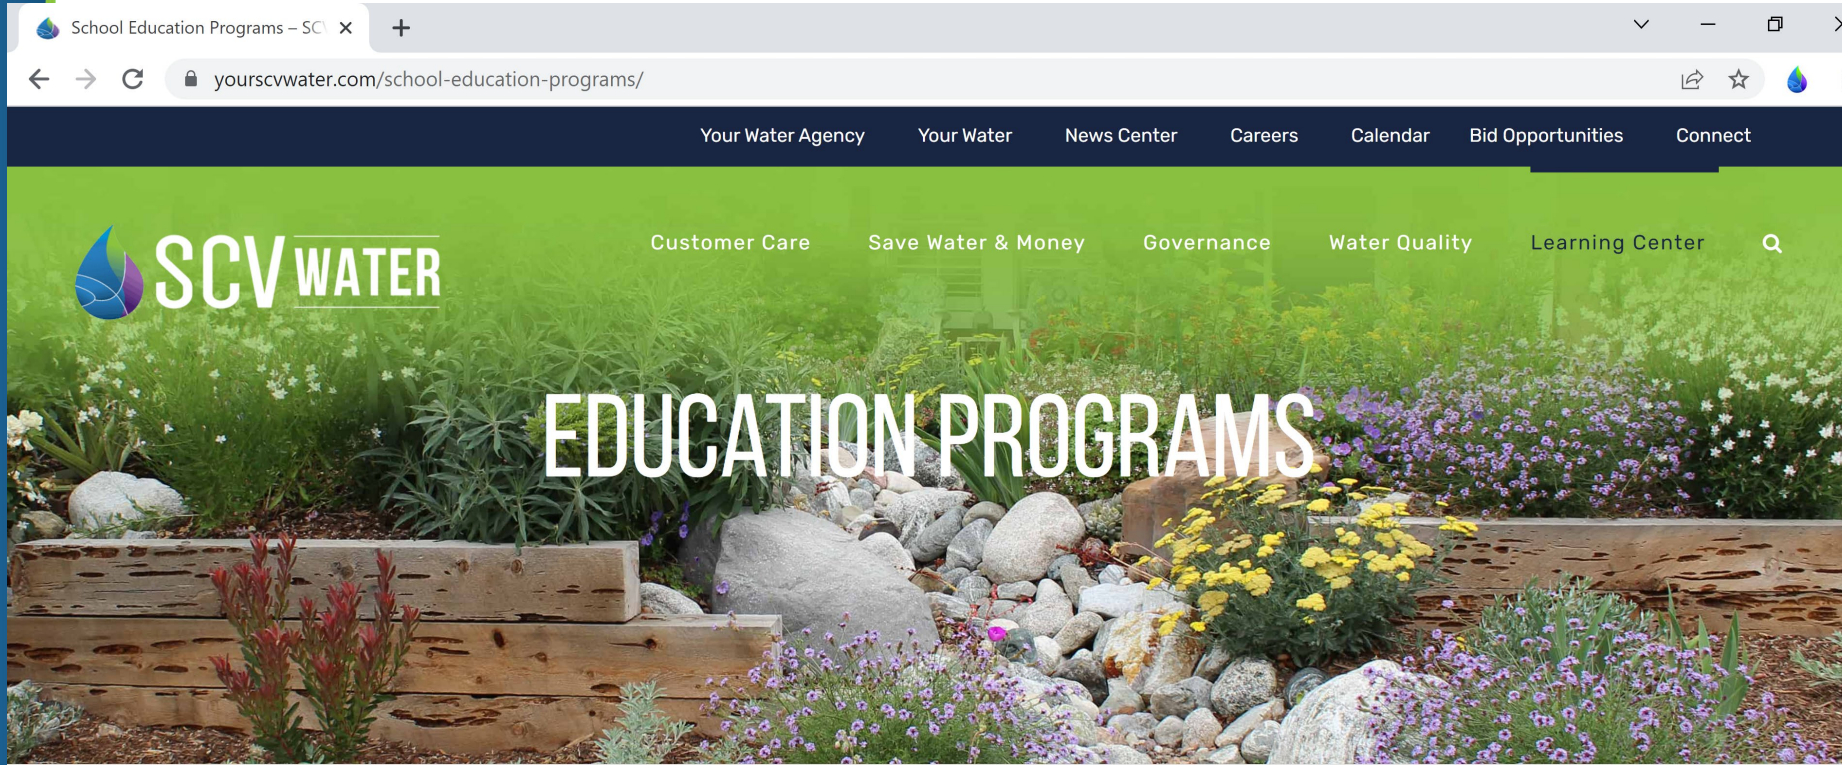 School Education Programs – SCV
yourscvwater.com/school-education-programs/
Your Water Agency Your Water News Center Careers Calendar Bid Opportunities Connect
SCV WATER
Customer Care Save Water & Money Governance Water Quality Learning Center
EDUCATION PROGRAMS